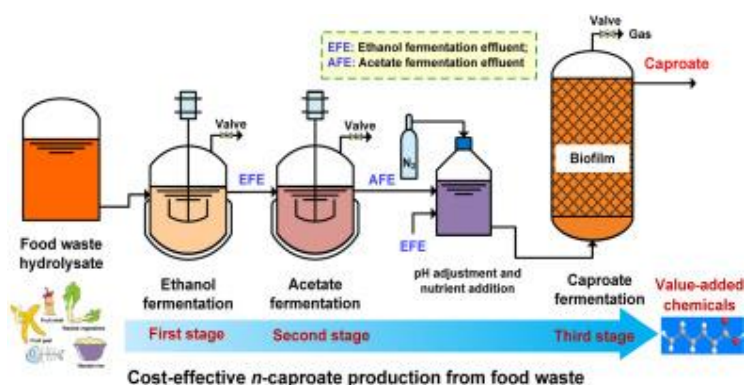 EFE: Ethanol fermentation effluent;
AFE: Acetate fermentation effluent
Valve
Gas
Caproate
Valve
Valve
N2
Biofilm
EFE
AFE
EFE
Food waste
hydrolysate
Ethanol
fermentation
Acetate
fermentation
pH adjustment and
nutrient addition
Caproate
fermentation
Value-added
chemicals
First stage
Second stage
Third stage
Cost-effective n-caproate production from food waste